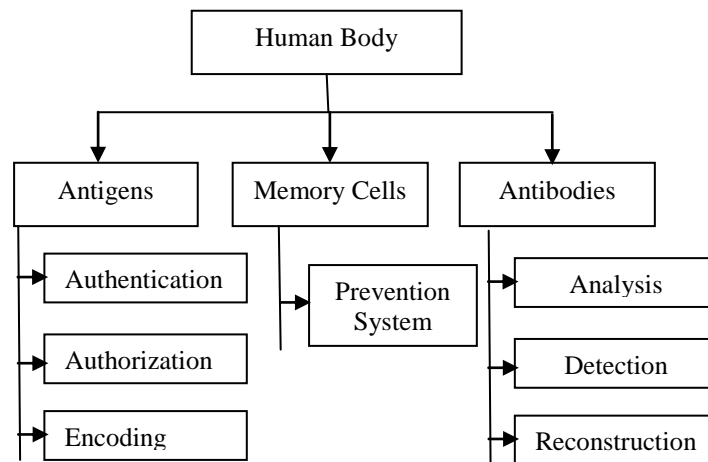 Human Body
Antigens
Memory Cells
Antibodies
Authentication
Authorization
Encoding
Prevention
System
Analysis
Detection
Reconstruction